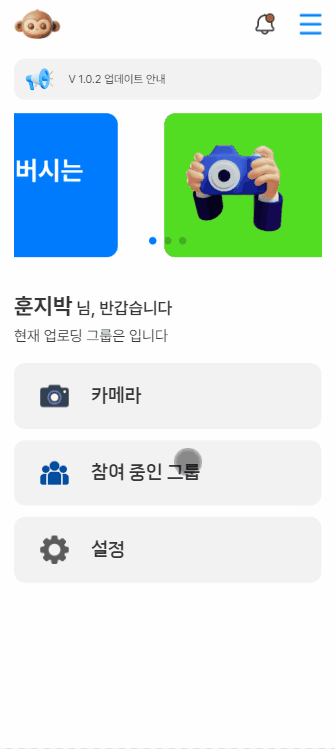 V 1.0.2 업데이트 안내
버시는
훈지박 님, 반갑습니다
현재 업로딩 그룹은 입니다
카메라
참여 중인 그룹
설정